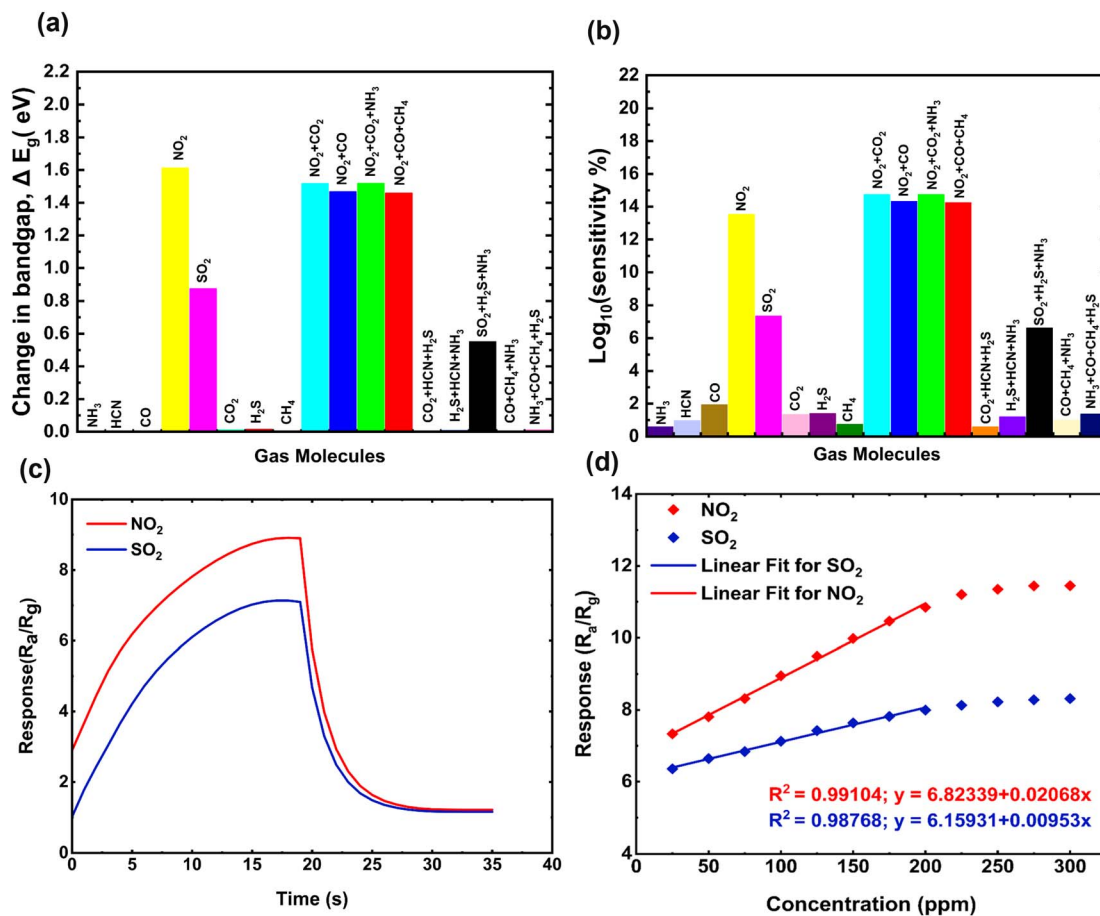 (a)
Change in bandgap, Δ E_g( eV)
2.2
2.0
1.8
1.6
1.4
1.2
1.0
0.8
0.6
0.4
0.2
0.0
NH₃
HCN
CO
NO₂
SO₂
CO₂
H₂S
CH₄
NO₂+CO₂
NO₂+CO
NO₂+CO₂+NH₃
NO₂+CO+CH₄
CO₂+HCN+H₂S
H₂S+HCN+NH₃
SO₂+H₂S+NH₃
CO+CH₄+NH₃
NH₃+CO+CH₄+H₂S
Gas Molecules
(b)
Log₁₀(sensitivity %)
22
20
18
16
14
12
10
8
6
4
2
0
NH₃
HCN
CO
NO₂
SO₂
CO₂
H₂S
CH₄
NO₂+CO₂
NO₂+CO
NO₂+CO₂+NH₃
NO₂+CO+CH₄
CO₂+HCN+H₂S
H₂S+HCN+NH₃
SO₂+H₂S+NH₃
CO+CH₄+NH₃
NH₃+CO+CH₄+H₂S
Gas Molecules
(c)
Response(Ra/R_g)
10
8
6
4
2
0
NO₂
SO₂
0 5 10 15 20 25 30 35 40
Time (s)
(d)
Response (R_a/R_g)
14
12
10
8
6
4
NO₂
SO₂
Linear Fit for SO₂
Linear Fit for NO₂
R² = 0.99104; y = 6.82339+0.02068x
R² = 0.98768; y = 6.15931+0.00953x
0 50 100 150 200 250 300
Concentration (ppm)